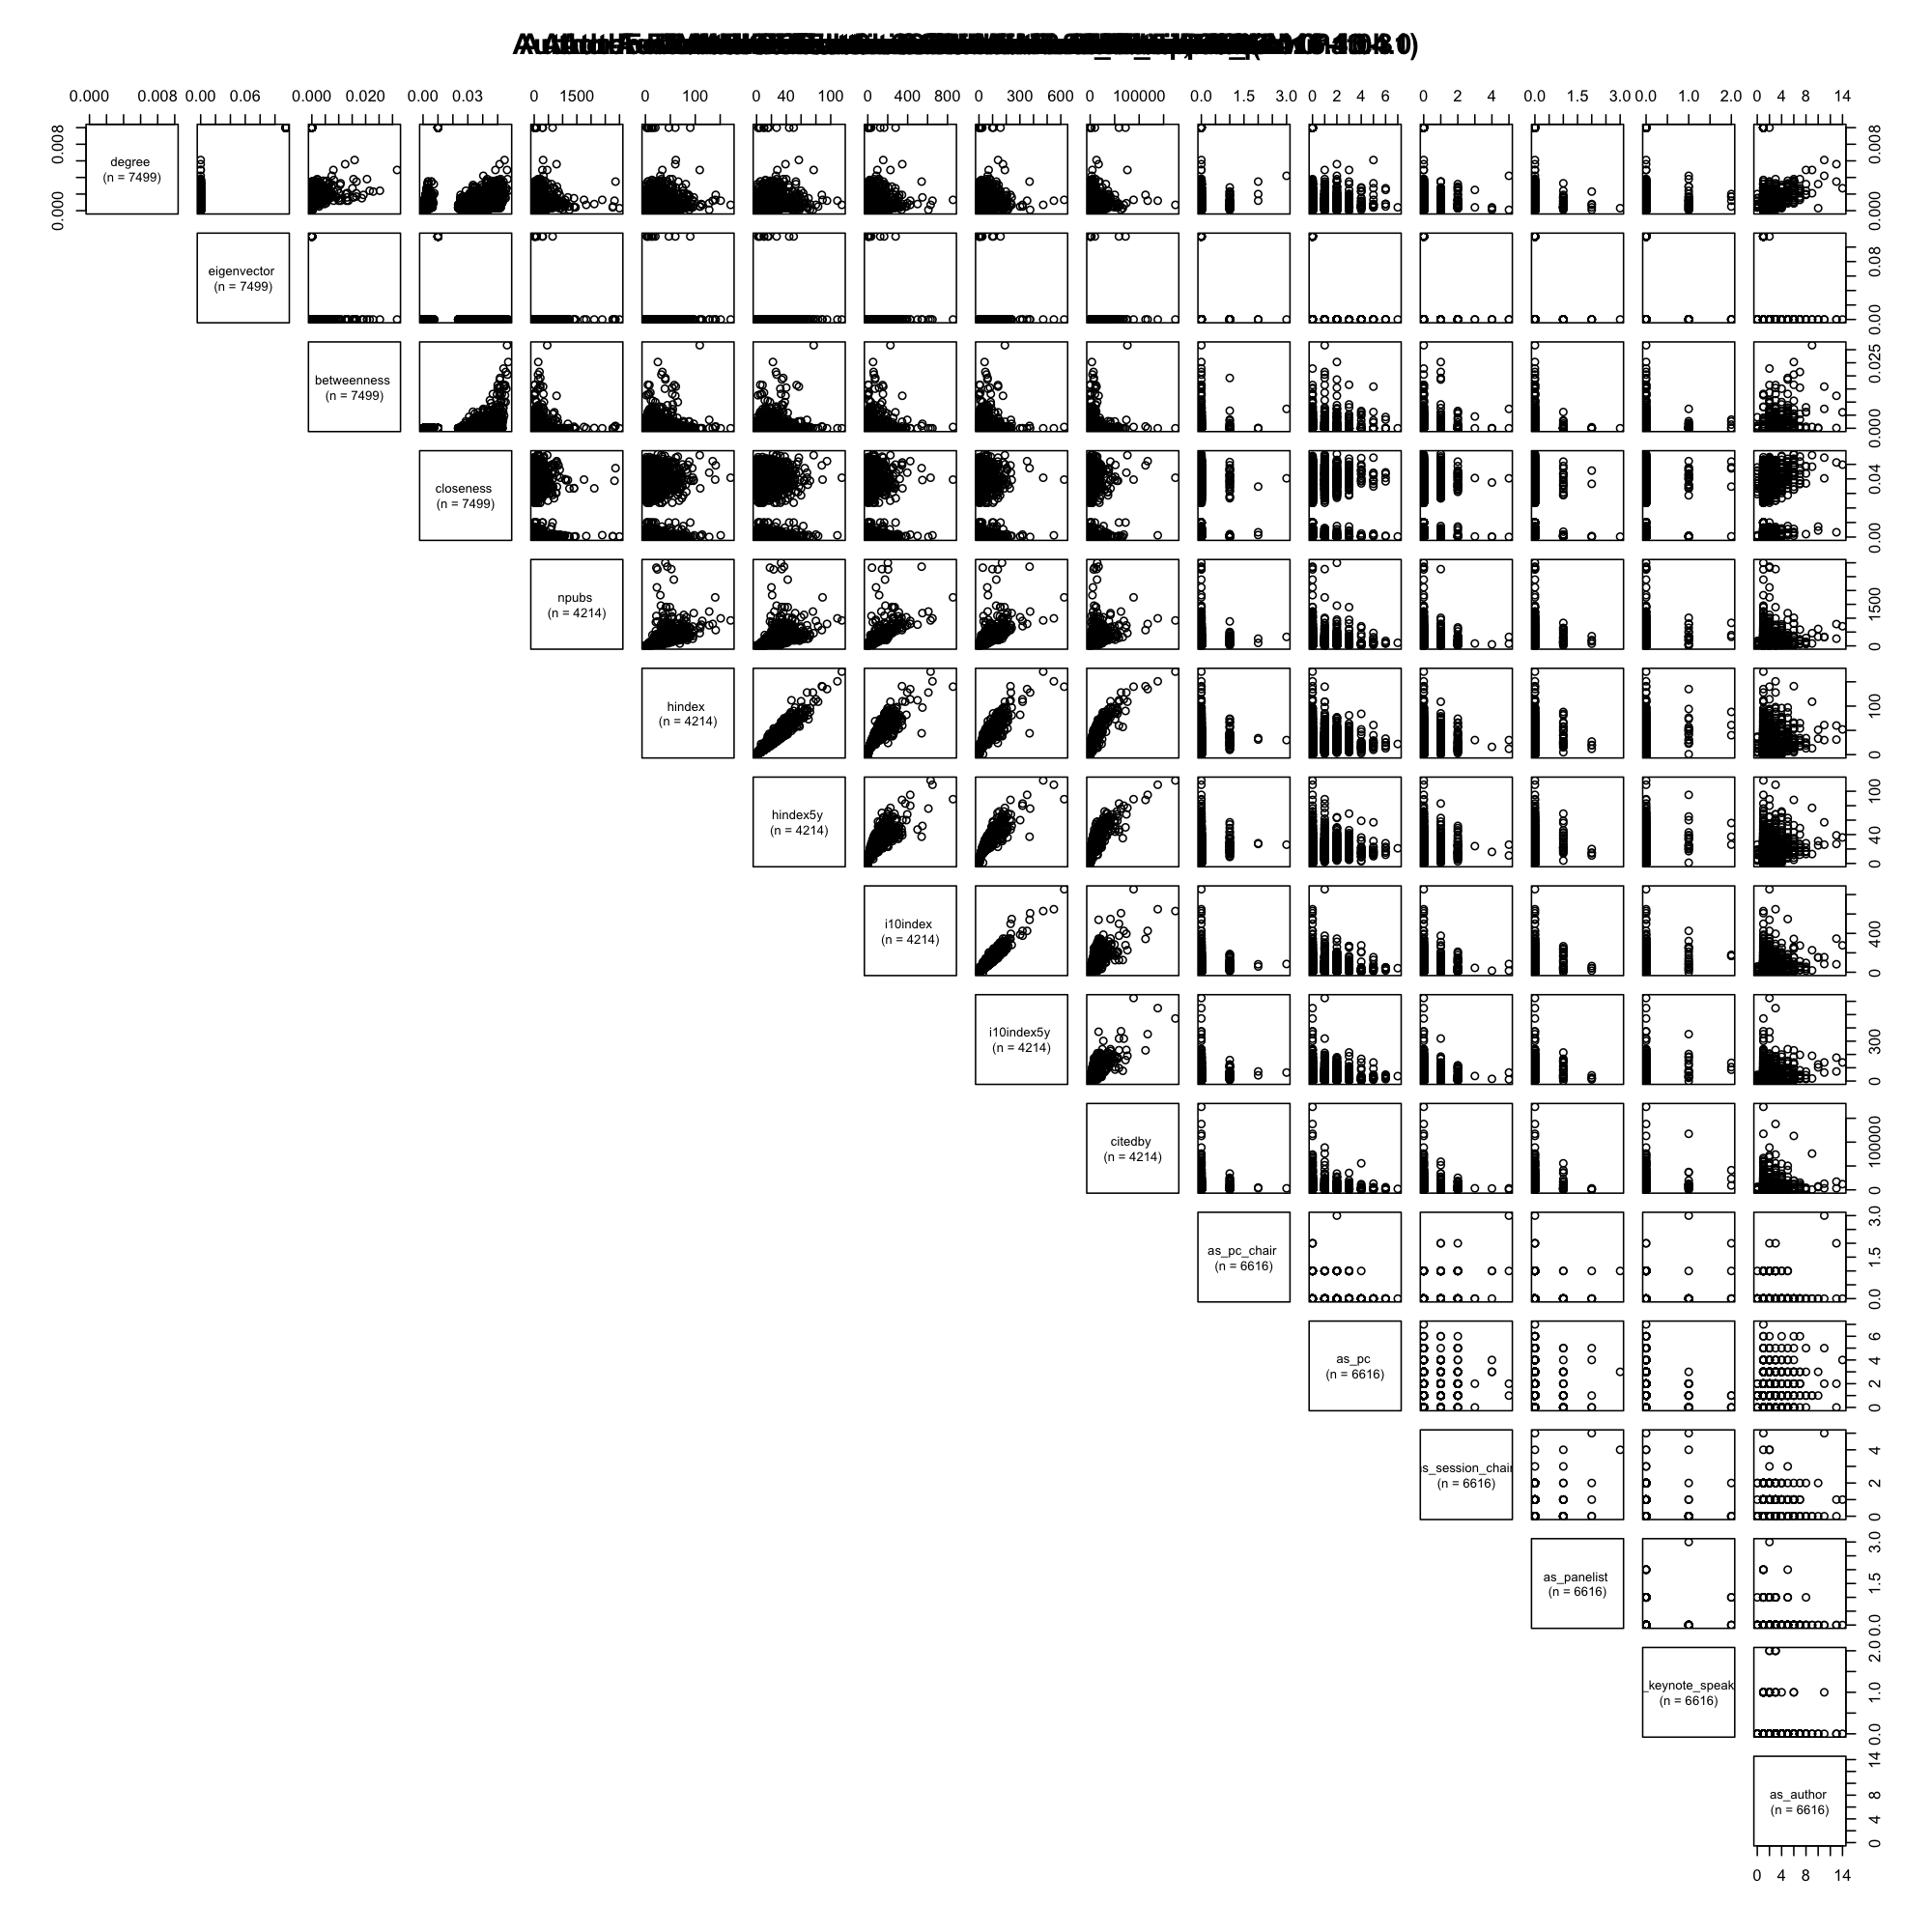 0.000 0.008 0.00 0.06 0.000 0.020 0.00 0.03 0 1500 0 100 0 40 100 0 400 800 0 300 600 0 100000 0.0 1.5 3.0 0 2 4 6 0 2 4 0.0 1.5 3.0 0.0 1.0 2.0 0 4 8 14
0.000 0.008
degree
(n = 7499)
0.000 0.008
eigenvector
(n = 7499)
0.00 0.08
betweenness
(n = 7499)
0.000 0.025
closeness
(n = 7499)
0.00 0.04
npubs
(n = 4214)
0 1500
hindex
(n = 4214)
0 100
hindex5y
(n = 4214)
0 40 100
i10index
(n = 4214)
0 400
i10index5y
(n = 4214)
0 300
citedby
(n = 4214)
0 100000
as_pc_chair
(n = 6616)
0.0 1.5 3.0
as_pc
(n = 6616)
0 2 4 6
s_session_chair
(n = 6616)
0 2 4
as_panelist
(n = 6616)
0.0 1.5 3.0
_keynote_speak
(n = 6616)
0.0 1.0 2.0
as_author
(n = 6616)
0 4 8 14
0 4 8 14